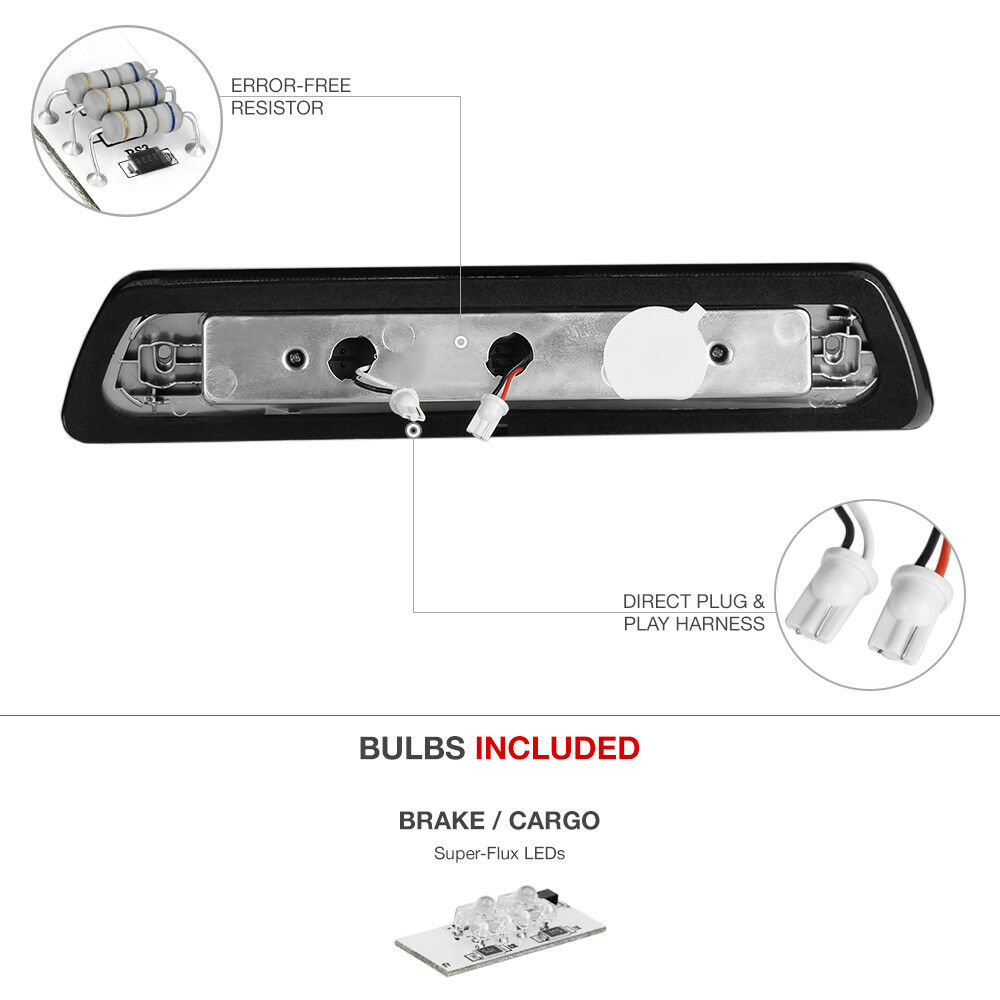 ERROR-FREE
RESISTOR
DIRECT PLUG &
PLAY HARNESS
BULBS INCLUDED
BRAKE / CARGO
Super-Flux LEDs